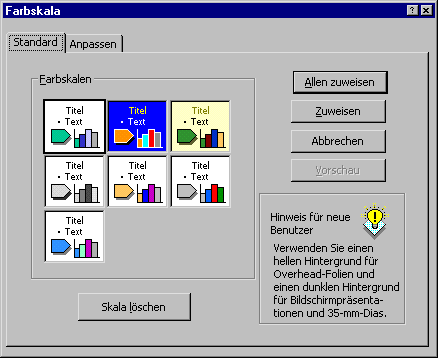 Farbskala
Standard
Anpassen
Farbskalen
Titel
• Text
Titel
• Text
Titel
• Text
Titel
• Text
Titel
• Text
Titel
• Text
Titel
• Text
Skala löschen
Allen zuweisen
Zuweisen
Abbrechen
Vorschau
Hinweis für neue
Benutzer
Verwenden Sie einen
hellen Hintergrund für
Overhead-Folien und
einen dunklen Hintergrund
für Bildschirmpräsenta-
tionen und 35-mm-Dias.